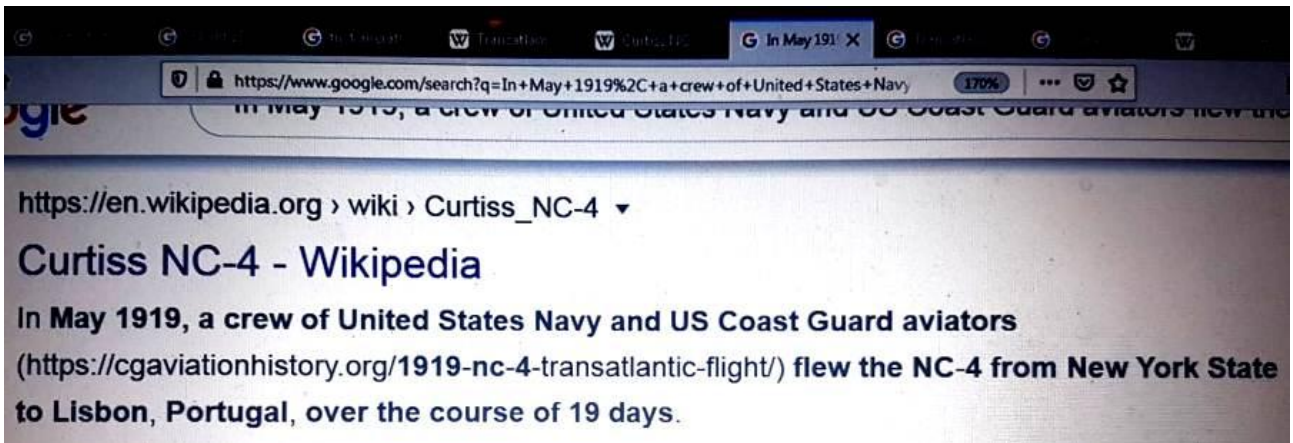 In May 191
https://www.google.com/search?q=In+May+1919%2C+a+crew+of+United+States+Navy
170%
In May 1919, a crew of United States Navy and US Coast Guard aviators flew the
https://en.wikipedia.org › wiki › Curtiss_NC-4
Curtiss NC-4 - Wikipedia
In May 1919, a crew of United States Navy and US Coast Guard aviators
(https://cgaviationhistory.org/1919-nc-4-transatlantic-flight/) flew the NC-4 from New York State
to Lisbon, Portugal, over the course of 19 days.